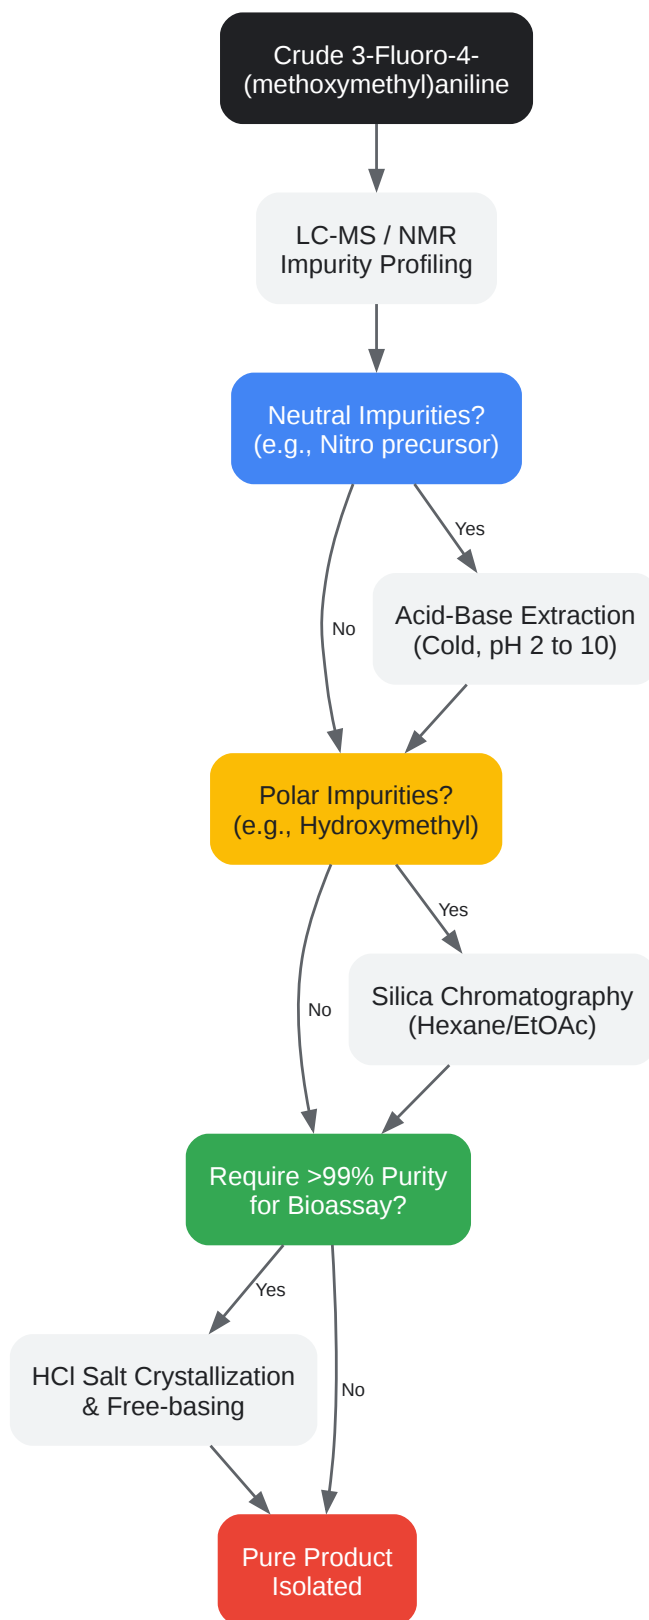 Crude 3-Fluoro-4-
(methoxymethyl)aniline
LC-MS / NMR
Impurity Profiling
Neutral Impurities?
(e.g., Nitro precursor)
Yes
No
Acid-Base Extraction
(Cold, pH 2 to 10)
Polar Impurities?
(e.g., Hydroxymethyl)
Yes
No
Silica Chromatography
(Hexane/EtOAc)
Require >99% Purity
for Bioassay?
Yes
No
HCl Salt Crystallization
& Free-basing
Pure Product
Isolated